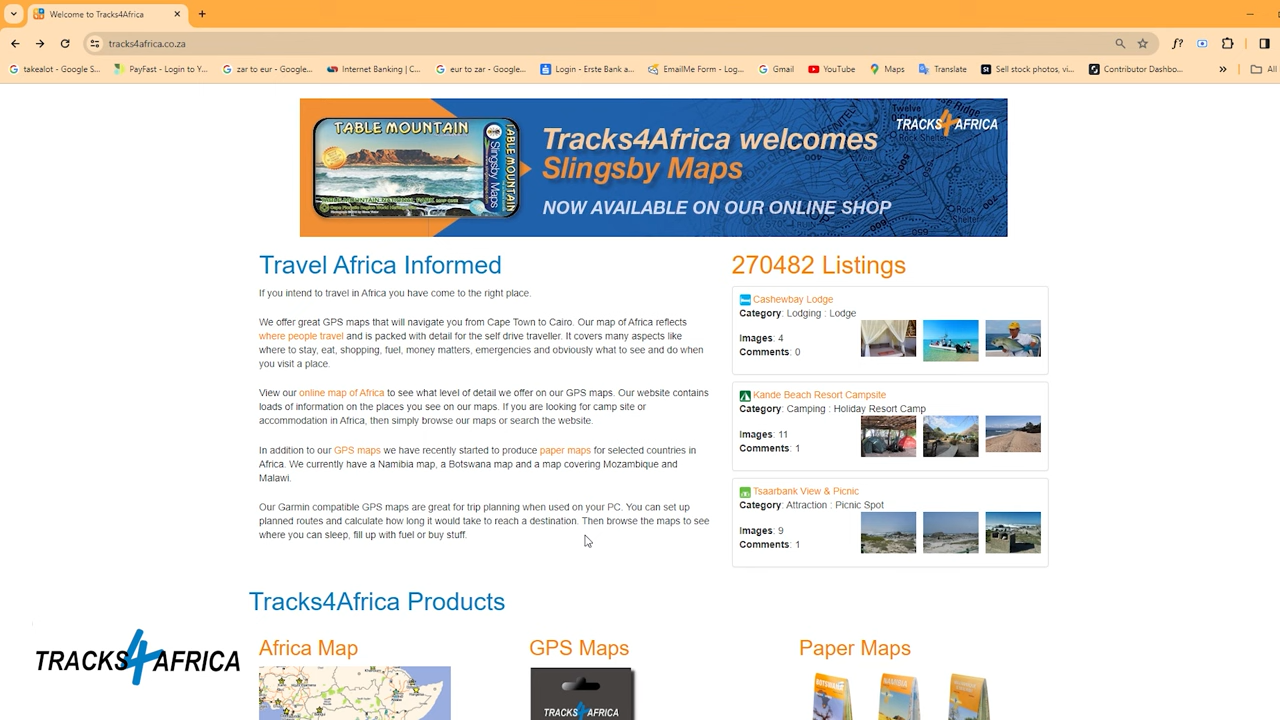 Welcome to Tracks4Africa
tracks4africa.co.za
takealot - Google S...
PayFast - Login to Y...
zar to eur - Google...
Internet Banking | C...
eur to zar - Google...
Login - Erste Bank a...
EmailMe Form - Log...
Gmail
YouTube
Maps
Translate
Sell stock photos, vi...
Contributor Dashbo...
All
TABLE MOUNTAIN
Slingsby Maps
TABLE MOUNTAIN
Tracks4Africa welcomes
Slingsby Maps
NOW AVAILABLE ON OUR ONLINE SHOP
TRACKS4AFRICA
Travel Africa Informed
If you intend to travel in Africa you have come to the right place.
We offer great GPS maps that will navigate you from Cape Town to Cairo. Our map of Africa reflects
where people travel and is packed with detail for the self drive traveller. It covers many aspects like
where to stay, eat, shopping, fuel, money matters, emergencies and obviously what to see and do when
you visit a place.
View our online map of Africa to see what level of detail we offer on our GPS maps. Our website contains
loads of information on the places you see on our maps. If you are looking for camp site or
accommodation in Africa, then simply browse our maps or search the website.
In addition to our GPS maps we have recently started to produce paper maps for selected countries in
Africa. We currently have a Namibia map, a Botswana map and a map covering Mozambique and
Malawi.
Our Garmin compatible GPS maps are great for trip planning when used on your PC. You can set up
planned routes and calculate how long it would take to reach a destination. Then browse the maps to see
where you can sleep, fill up with fuel or buy stuff.
270482 Listings
Cashewbay Lodge
Category: Lodging : Lodge
Images: 4
Comments: 0
Kande Beach Resort Campsite
Category: Camping : Holiday Resort Camp
Images: 11
Comments: 1
Tsaarbank View & Picnic
Category: Attraction : Picnic Spot
Images: 9
Comments: 1
Tracks4Africa Products
Africa Map
GPS Maps
Paper Maps
TRACKS4AFRICA
TRACKS4AFRICA
BOTSWANA
NAMIBIA